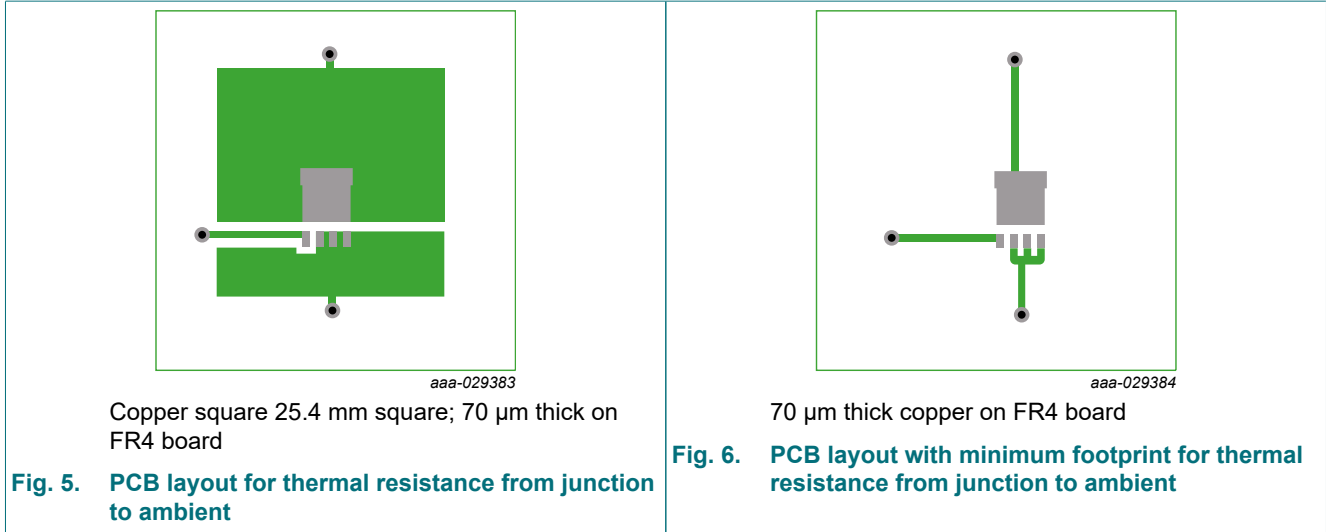 aaa-029383
Copper square 25.4 mm square; 70 μm thick on
FR4 board
Fig. 5. PCB layout for thermal resistance from junction
to ambient
aaa-029384
70 μm thick copper on FR4 board
Fig. 6. PCB layout with minimum footprint for thermal
resistance from junction to ambient